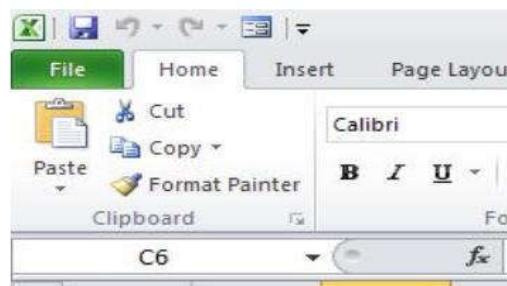 File Home Insert Page Layou
Cut
Calibri
Copy
Paste
B I U
Format Painter
Clipboard Fo
C6 fx